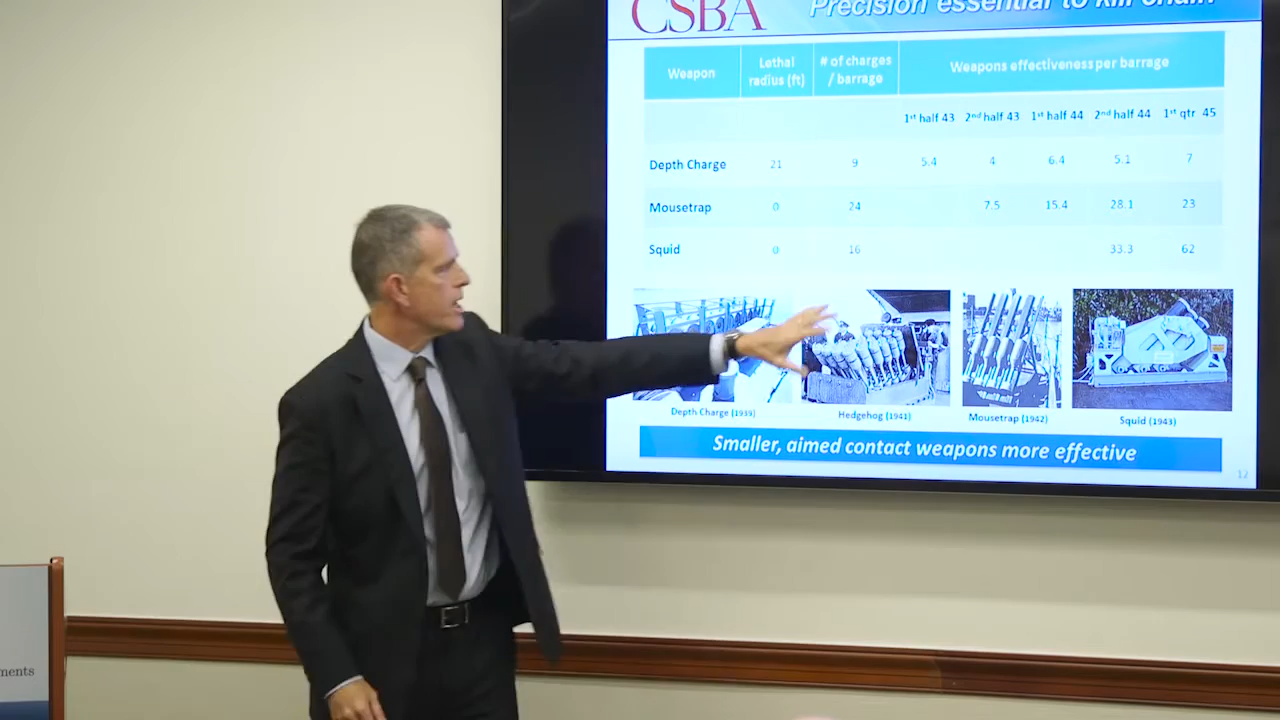 CSBA
Precision essential to kill chain
Weapon
Lethal radius (ft)
# of charges / barrage
Weapons effectiveness per barrage
1st half 43 2nd half 43 1st half 44 2nd half 44 1st qtr 45
Depth Charge 21 9 5.4 4 6.4 5.1 7
Mousetrap 0 24 7.5 15.4 28.1 23
Squid 0 16 33.3 62
Depth Charge (1939) Hedgehog (1941) Mousetrap (1942) Squid (1943)
Smaller, aimed contact weapons more effective
12
ments